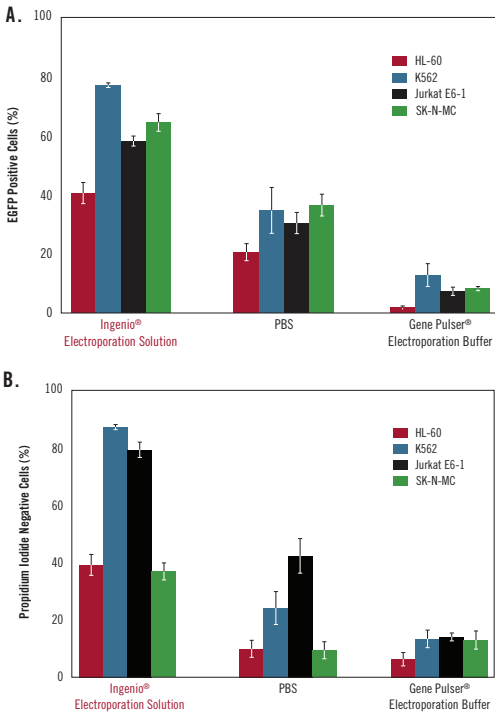 A.
100
80
60
40
20
0
EGFP Positive Cells (%)
HL-60
K562
Jurkat E6-1
SK-N-MC
Ingenio®
Electroporation Solution
PBS
Gene Pulser®
Electroporation Buffer
B.
100
80
60
40
20
0
Propidium Iodide Negative Cells (%)
HL-60
K562
Jurkat E6-1
SK-N-MC
Ingenio®
Electroporation Solution
PBS
Gene Pulser®
Electroporation Buffer